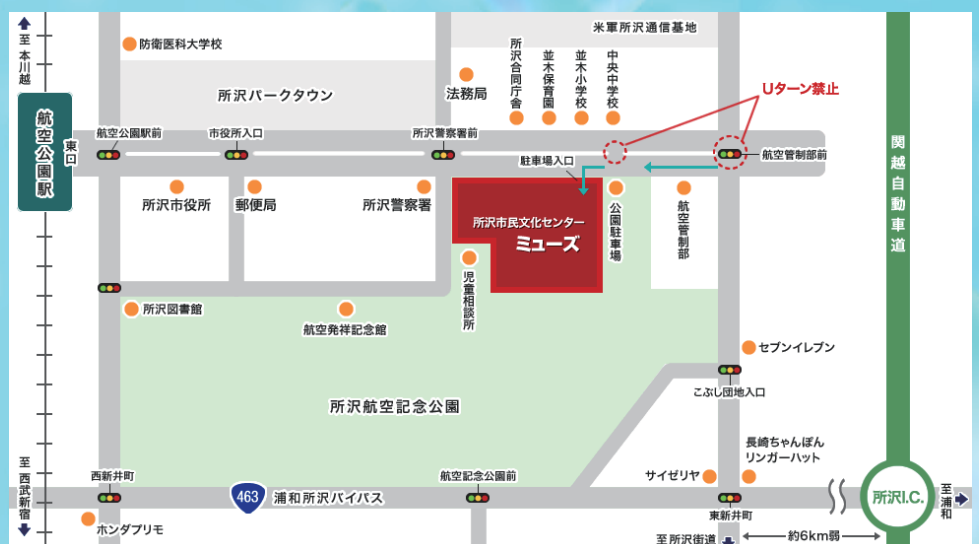 至本川越
防衛医科大学校
米軍所沢通信基地
所沢合同庁舎
並木保育園
並木小学校
中央中学校
法務局
所沢パークタウン
Uターン禁止
航空公園駅
東口
航空公園駅前
市役所入口
所沢警察署前
駐車場入口
航空管制部前
関越自動車道
所沢市役所
郵便局
所沢警察署
所沢市民文化センター
ミューズ
公園駐車場
航空管制部
児童相談所
所沢図書館
航空発祥記念館
セブンイレブン
こぶし団地入口
所沢航空記念公園
長崎ちゃんぽん
リンガーハット
サイゼリヤ
至西武新宿
西新井町
航空記念公園前
463
浦和所沢バイパス
所沢I.C.
至浦和
東新井町
ホンダプリモ
至所沢街道
約6km弱